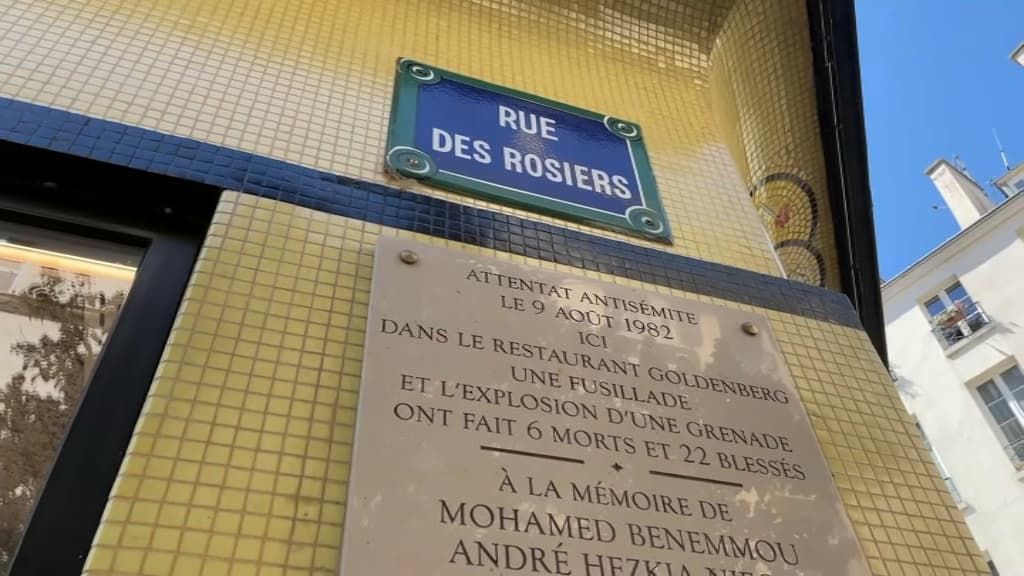 RUE
DES ROSIERS
ATTENTAT ANTISÉMITE
LE 9 AOÛT 1982
ICI
DANS LE RESTAURANT GOLDENBERG
UNE FUSILLADE
ET L'EXPLOSION D'UNE GRENADE
ONT FAIT 6 MORTS ET 22 BLESSÉS
À LA MÉMOIRE DE
MOHAMED BENEMMOU
ANDRÉ HEZKIA